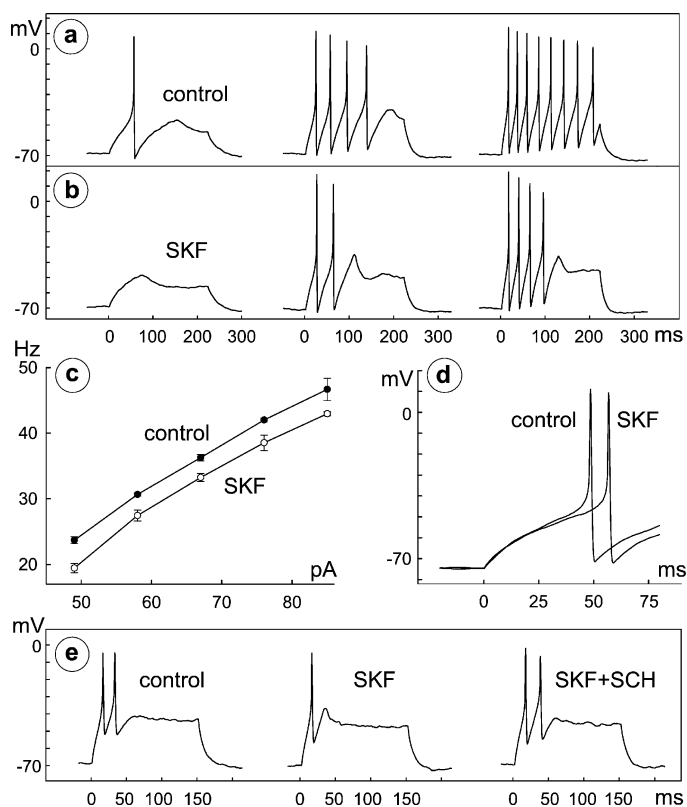 mV
a
0
control
-70
b
0
SKF
-70
0 100 200 300 0 100 200 300 0 100 200 300 ms
Hz
c
50
40
30
20
control
SKF
50 60 70 80 pA
mV
d
0
control SKF
-70
0 25 50 75 ms
mV
e
0
control SKF SKF+SCH
-70
0 50 100 150 0 50 100 150 0 50 100 150 ms